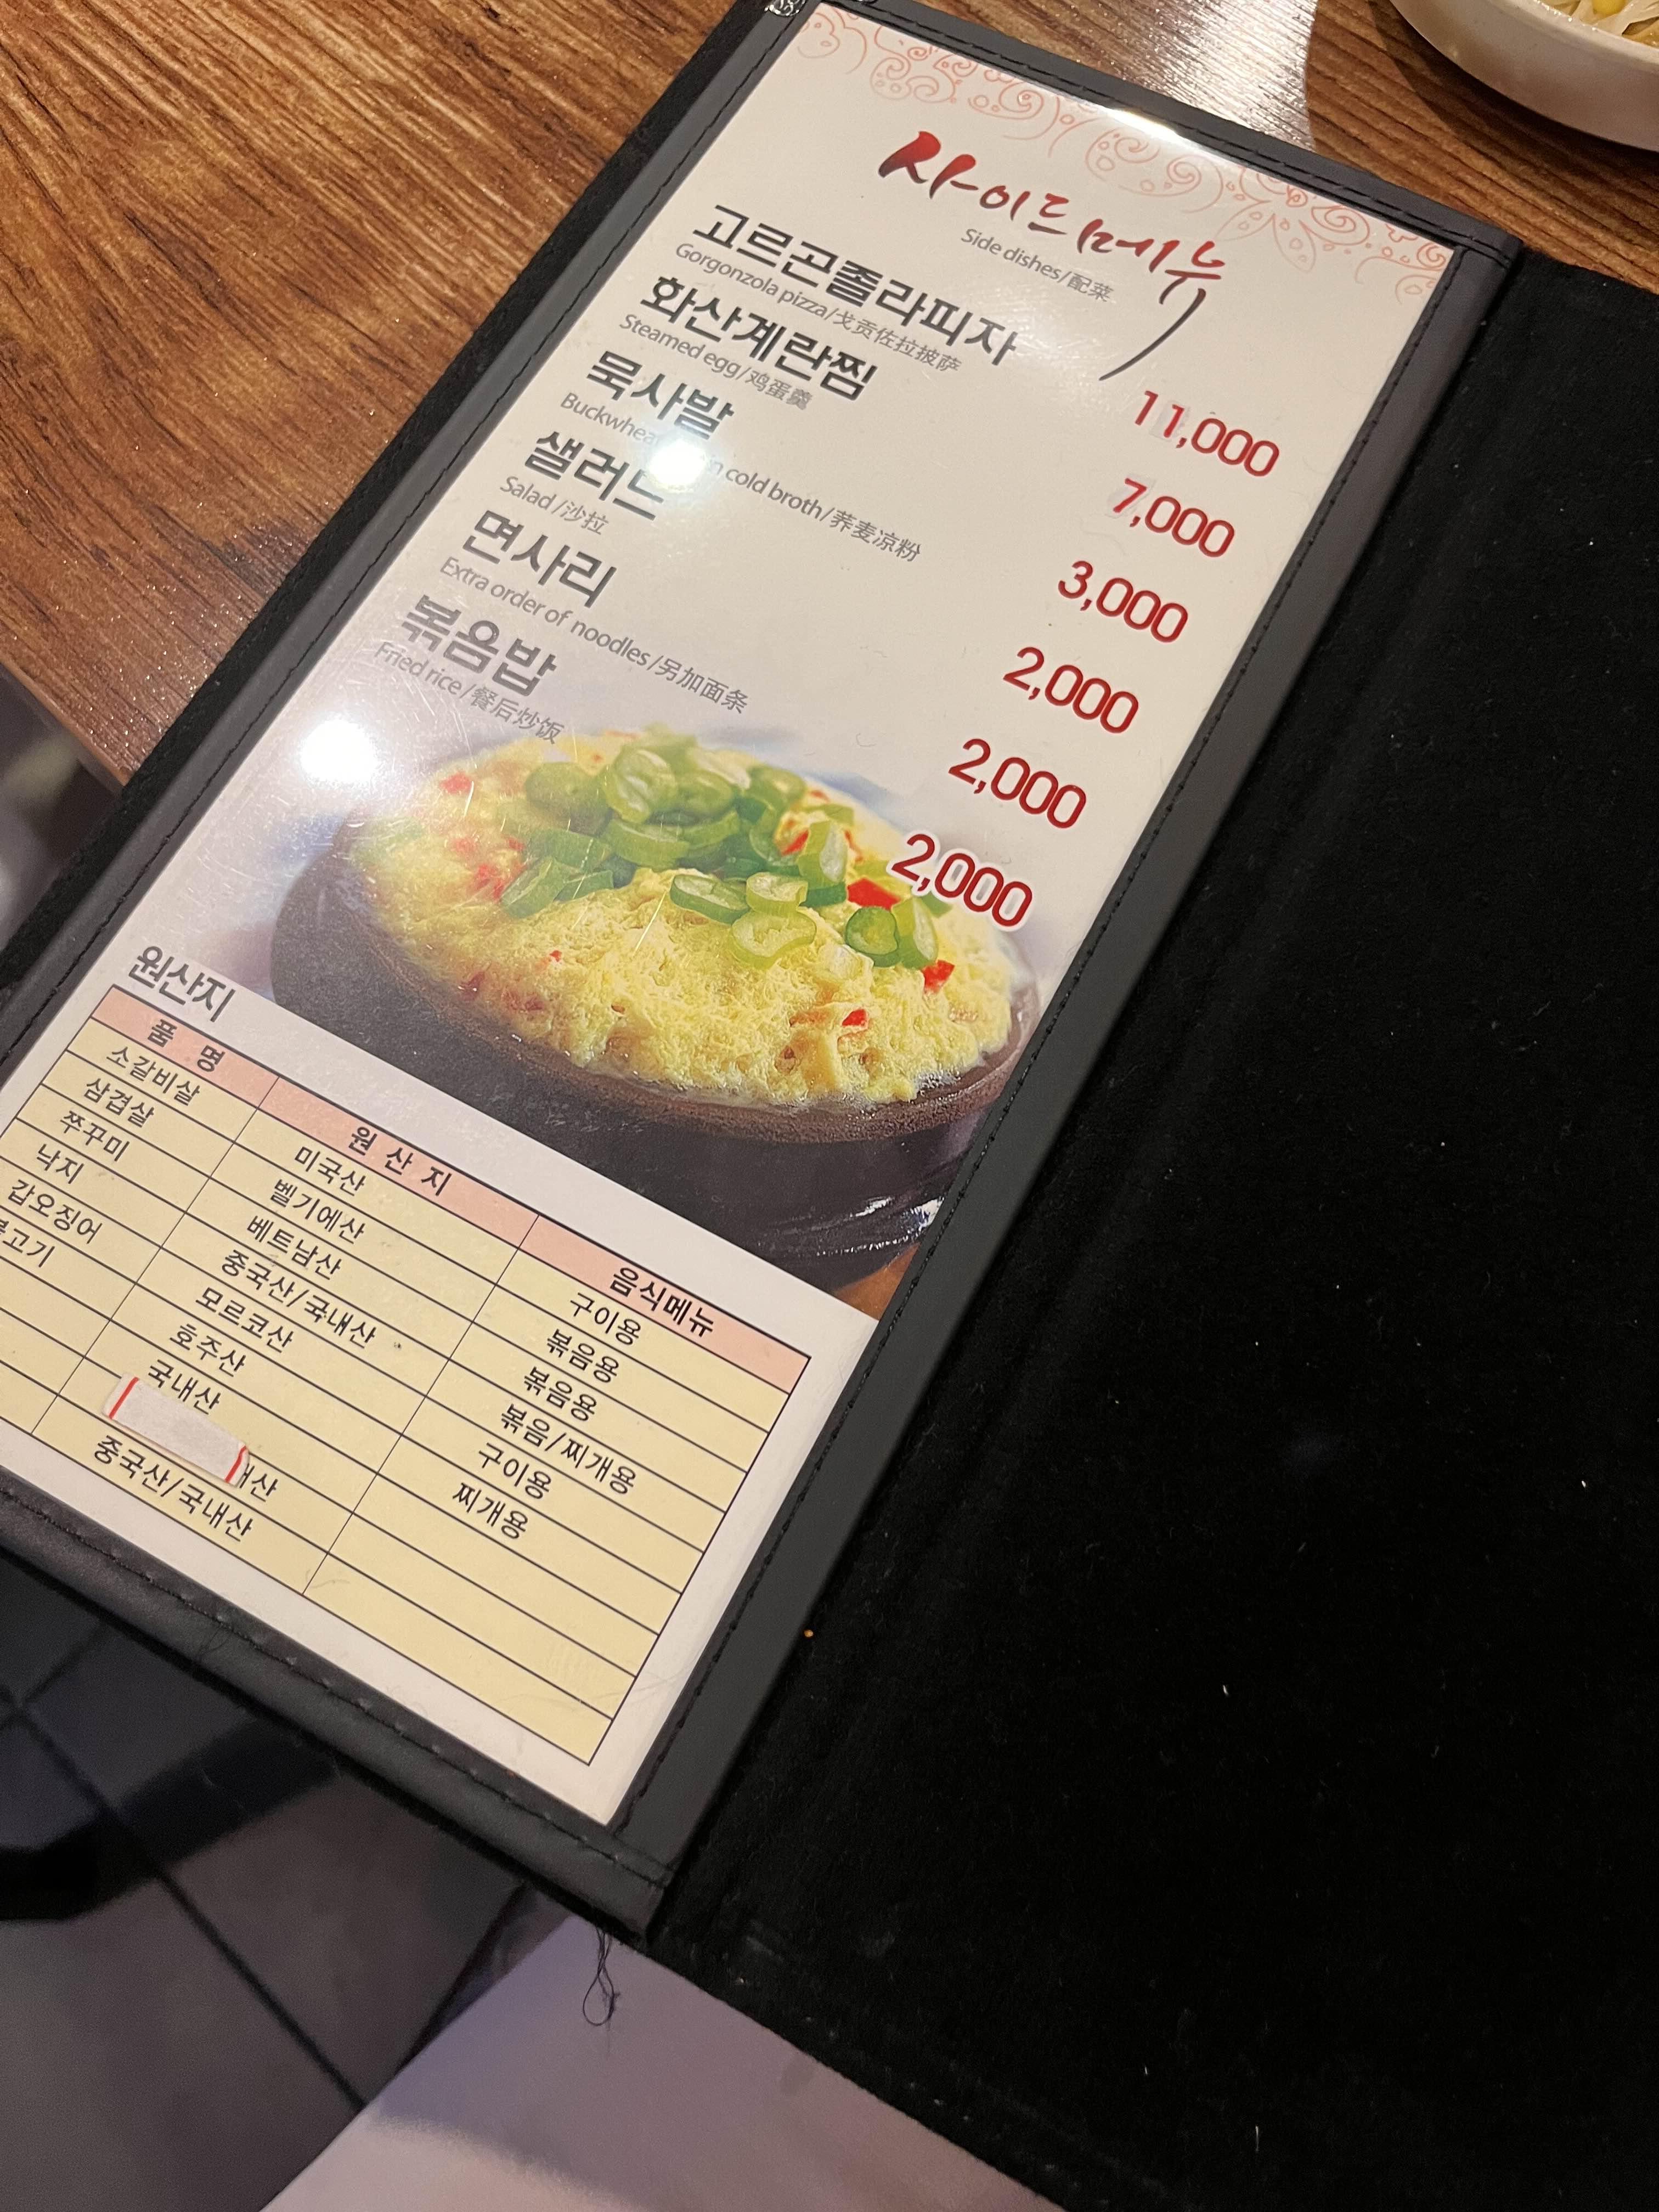 사이드메뉴
Side dishes/配菜
고르곤졸라피자 11,000
Gorgonzola pizza/戈贡佐拉披萨
화산계란찜 7,000
Steamed egg/鸡蛋羹
묵사발 3,000
cold broth/荞麦凉粉
샐러드 2,000
Salad/沙拉
면사리 2,000
Extra order of noodles/另加面条
볶음밥 2,000
Fried rice/餐后炒饭
원산지
품 명 원 산 지 음식메뉴
소갈비살 미국산 구이용
삼겹살 벨기에산 볶음용
쭈꾸미 베트남산 볶음용
낙지 중국산/국내산 볶음/찌개용
갑오징어 모르코산 구이용
호주산 찌개용
국내산
중국산/국내산